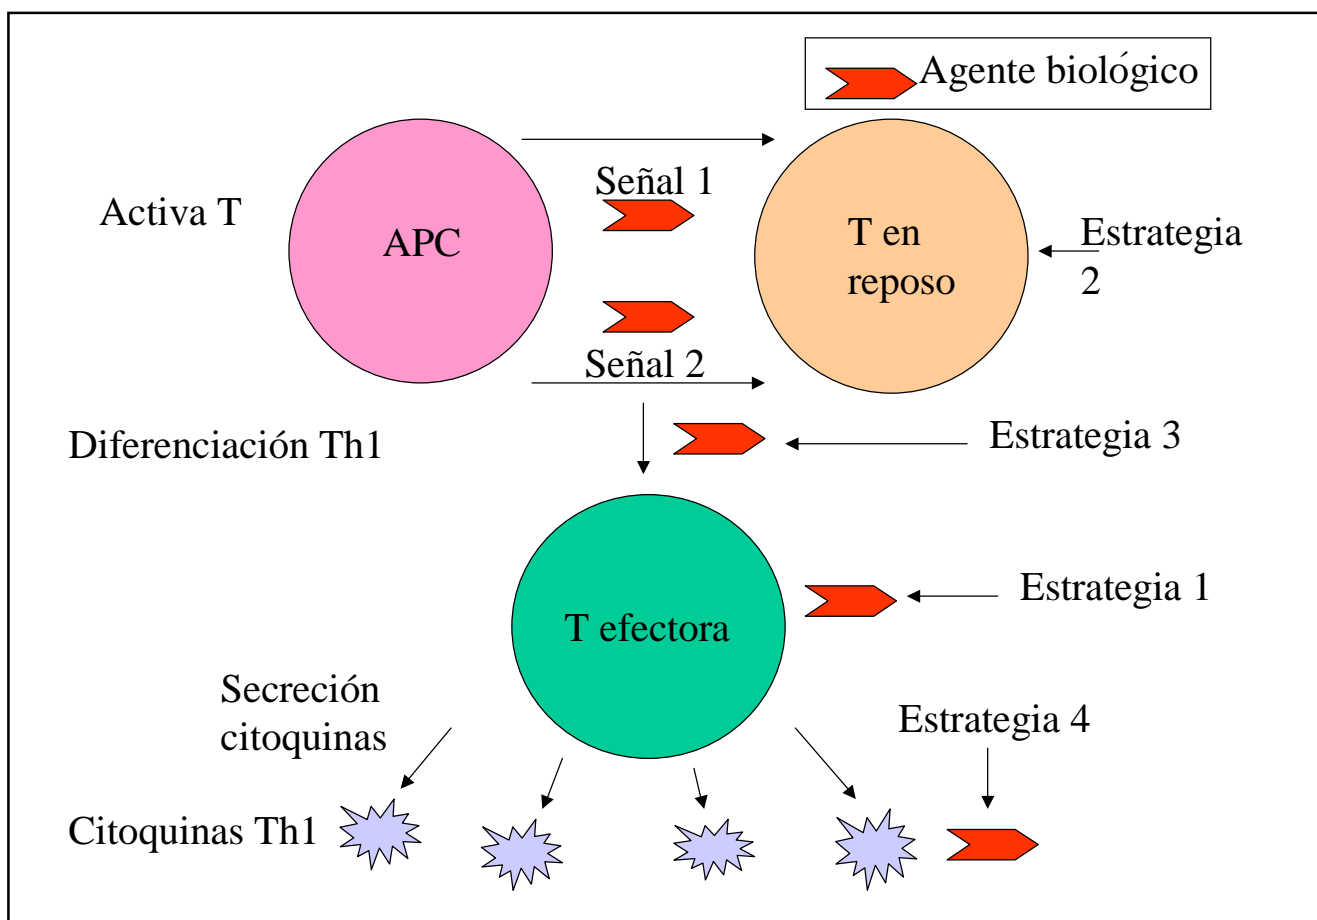 Agente biológico
Señal 1
Activa T
APC
T en
reposo
Estrategia
2
Señal 2
Diferenciación Th1
Estrategia 3
Estrategia 1
T efectora
Secreción
citoquinas
Estrategia 4
Citoquinas Th1